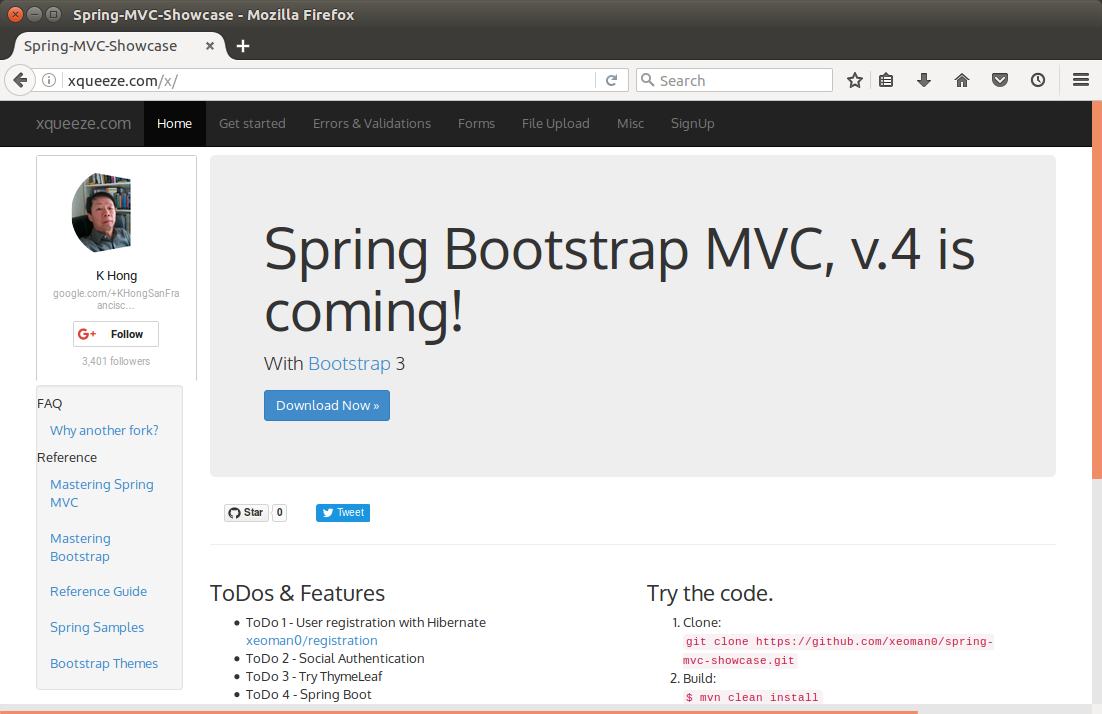 Spring-MVC-Showcase - Mozilla Firefox
Spring-MVC-Showcase
xqueeze.com/x/
Search
xqueeze.com Home Get started Errors & Validations Forms File Upload Misc SignUp
K Hong
google.com/+KHongSanFra
ncisc...
Follow
3,401 followers
FAQ
Why another fork?
Reference
Mastering Spring
MVC
Mastering
Bootstrap
Reference Guide
Spring Samples
Bootstrap Themes
Spring Bootstrap MVC, v.4 is
coming!
With Bootstrap 3
Download Now »
Star 0 Tweet
ToDos & Features
• ToDo 1 - User registration with Hibernate
xeoman0/registration
• ToDo 2 - Social Authentication
• ToDo 3 - Try ThymeLeaf
• ToDo 4 - Spring Boot
Try the code.
1. Clone:
git clone https://github.com/xeoman0/spring-
mvc-showcase.git
2. Build:
$ mvn clean install